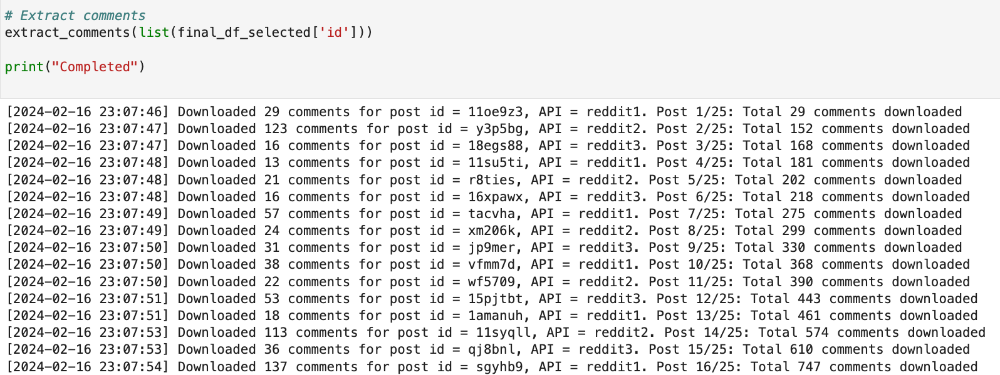 # Extract comments
extract_comments(list(final_df_selected['id']))
print("Completed")
[2024-02-16 23:07:46] Downloaded 29 comments for post id = 11oe9z3, API = reddit1. Post 1/25: Total 29 comments downloaded
[2024-02-16 23:07:47] Downloaded 123 comments for post id = y3p5bg, API = reddit2. Post 2/25: Total 152 comments downloaded
[2024-02-16 23:07:47] Downloaded 16 comments for post id = 18egs88, API = reddit3. Post 3/25: Total 168 comments downloaded
[2024-02-16 23:07:48] Downloaded 13 comments for post id = 11su5ti, API = reddit1. Post 4/25: Total 181 comments downloaded
[2024-02-16 23:07:48] Downloaded 21 comments for post id = r8ties, API = reddit2. Post 5/25: Total 202 comments downloaded
[2024-02-16 23:07:48] Downloaded 16 comments for post id = 16xpawx, API = reddit3. Post 6/25: Total 218 comments downloaded
[2024-02-16 23:07:49] Downloaded 57 comments for post id = tacvha, API = reddit1. Post 7/25: Total 275 comments downloaded
[2024-02-16 23:07:49] Downloaded 24 comments for post id = xm206k, API = reddit2. Post 8/25: Total 299 comments downloaded
[2024-02-16 23:07:50] Downloaded 31 comments for post id = jp9mer, API = reddit3. Post 9/25: Total 330 comments downloaded
[2024-02-16 23:07:50] Downloaded 38 comments for post id = vfmm7d, API = reddit1. Post 10/25: Total 368 comments downloaded
[2024-02-16 23:07:50] Downloaded 22 comments for post id = wf5709, API = reddit2. Post 11/25: Total 390 comments downloaded
[2024-02-16 23:07:51] Downloaded 53 comments for post id = 15pjtbt, API = reddit3. Post 12/25: Total 443 comments downloaded
[2024-02-16 23:07:51] Downloaded 18 comments for post id = 1amanuh, API = reddit1. Post 13/25: Total 461 comments downloaded
[2024-02-16 23:07:53] Downloaded 113 comments for post id = 11syqll, API = reddit2. Post 14/25: Total 574 comments downloaded
[2024-02-16 23:07:53] Downloaded 36 comments for post id = qj8bnl, API = reddit3. Post 15/25: Total 610 comments downloaded
[2024-02-16 23:07:54] Downloaded 137 comments for post id = sgyhb9, API = reddit1. Post 16/25: Total 747 comments downloaded